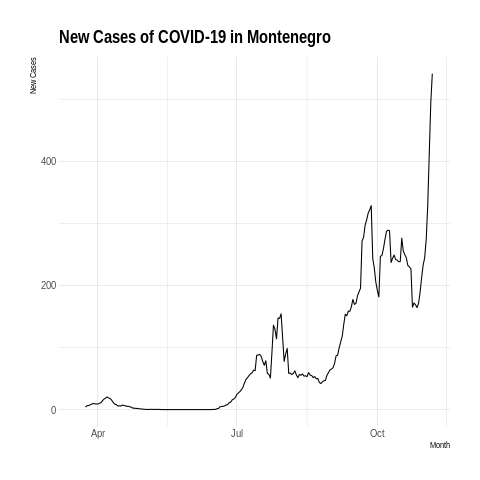 New Cases of COVID-19 in Montenegro
New Cases
400
200
0
Apr Jul Oct
Month